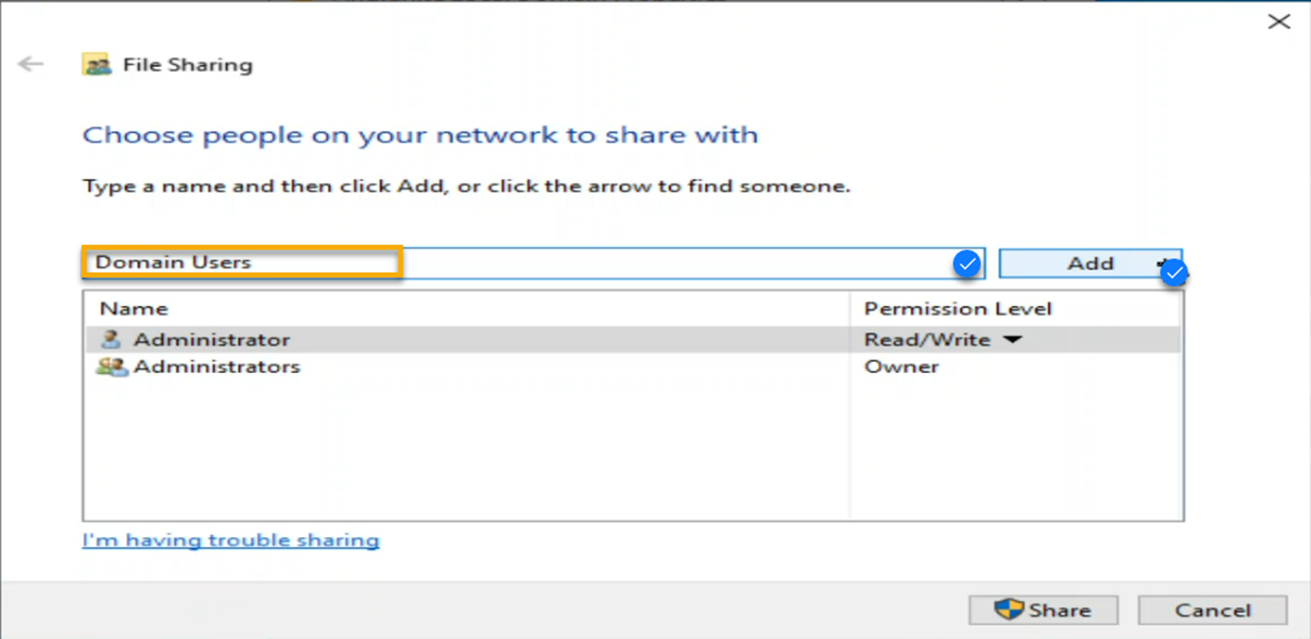 File Sharing
Choose people on your network to share with
Type a name and then click Add, or click the arrow to find someone.
Domain Users
Add
Name Permission Level
Administrator Read/Write
Administrators Owner
I'm having trouble sharing
Share Cancel